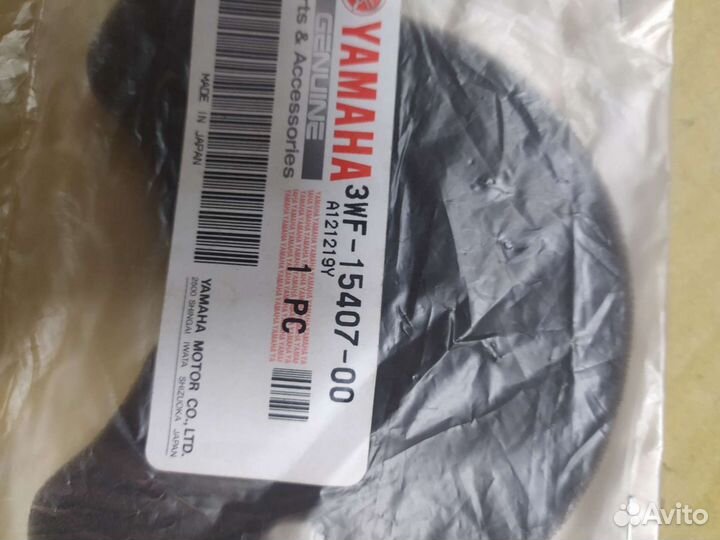 YAMAHA
GENUINE
Parts & Accessories
MADE IN JAPAN
3WF-15407-00
A121219Y
1 PC
YAMAHA MOTOR CO., LTD.
2500 SHINGAI IWATA SHIZUOKA JAPAN
Avito